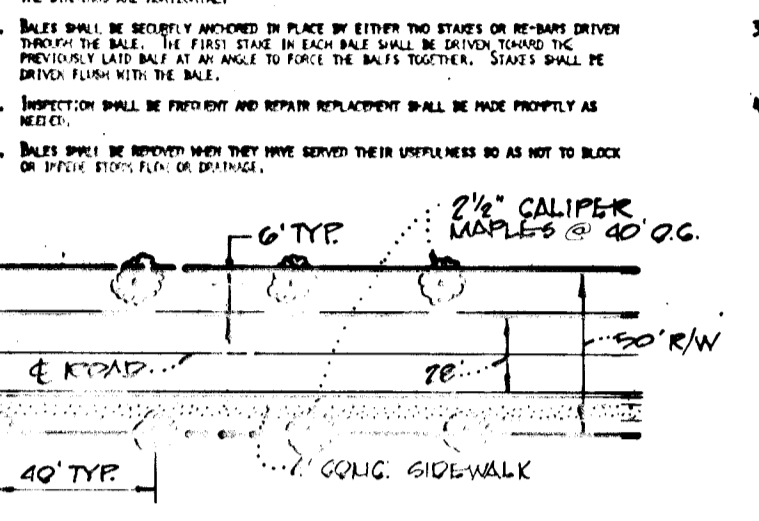 BALES SHALL BE SECURELY ANCHORED IN PLACE BY EITHER TWO STAKES OR RE-BARS DRIVEN
THROUGH THE BALE. THE FIRST STAKE IN EACH BALE SHALL BE DRIVEN TOWARD THE
PREVIOUSLY LAID BALE AT AN ANGLE TO FORCE THE BALES TOGETHER. STAKES SHALL BE
DRIVEN FLUSH WITH THE BALE.
INSPECTION SHALL BE FREQUENT AND REPAIR REPLACEMENT SHALL BE MADE PROMPTLY AS
NEEDED.
BALES SHALL BE REMOVED WHEN THEY HAVE SERVED THEIR USEFULNESS SO AS NOT TO BLOCK
OR IMPEDE STORM FLOW OR DRAINAGE.
2½" CALIPER
MAPLES @ 40' O.C.
6' TYP.
50' R/W
℄ ROAD
CONC. SIDEWALK
40' TYP.